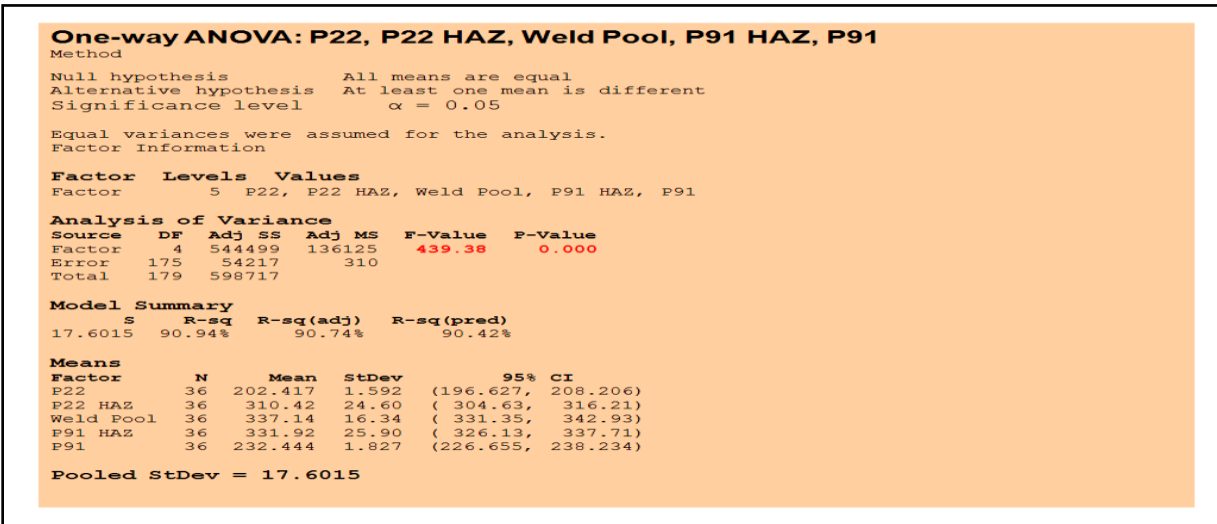 One-way ANOVA: P22, P22 HAZ, Weld Pool, P91 HAZ, P91
Method
Null hypothesis All means are equal
Alternative hypothesis At least one mean is different
Significance level α = 0.05
Equal variances were assumed for the analysis.
Factor Information
Factor Levels Values
Factor 5 P22, P22 HAZ, Weld Pool, P91 HAZ, P91
Analysis of Variance
Source DF Adj SS Adj MS F-Value P-Value
Factor 4 544499 136125 439.38 0.000
Error 175 54217 310
Total 179 598717
Model Summary
S R-sq R-sq(adj) R-sq(pred)
17.6015 90.94% 90.74% 90.42%
Means
Factor N Mean StDev 95% CI
P22 36 202.417 1.592 (196.627, 208.206)
P22 HAZ 36 310.42 24.60 ( 304.63, 316.21)
Weld Pool 36 337.14 16.34 ( 331.35, 342.93)
P91 HAZ 36 331.92 25.90 ( 326.13, 337.71)
P91 36 232.444 1.827 (226.655, 238.234)
Pooled StDev = 17.6015